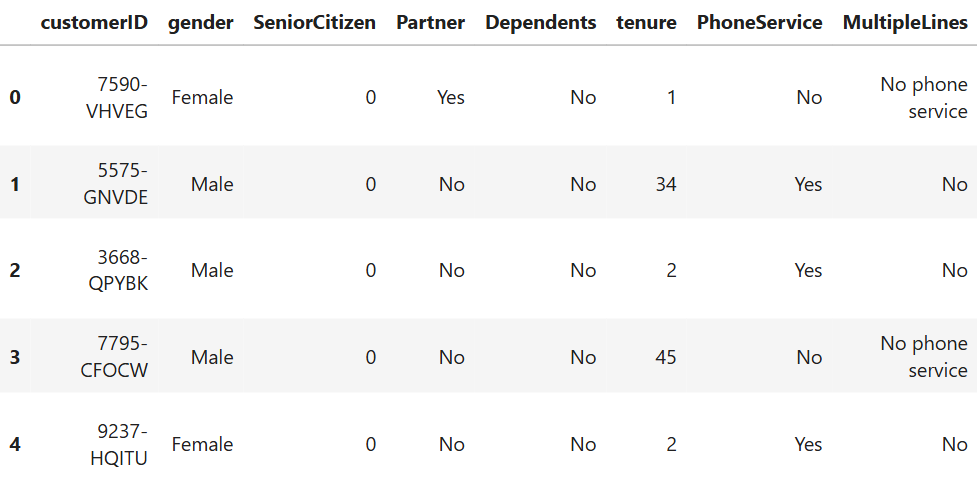 customerID gender SeniorCitizen Partner Dependents tenure PhoneService MultipleLines
0 7590-VHVEG Female 0 Yes No 1 No No phone service
1 5575-GNVDE Male 0 No No 34 Yes No
2 3668-QPYBK Male 0 No No 2 Yes No
3 7795-CFOCW Male 0 No No 45 No No phone service
4 9237-HQITU Female 0 No No 2 Yes No